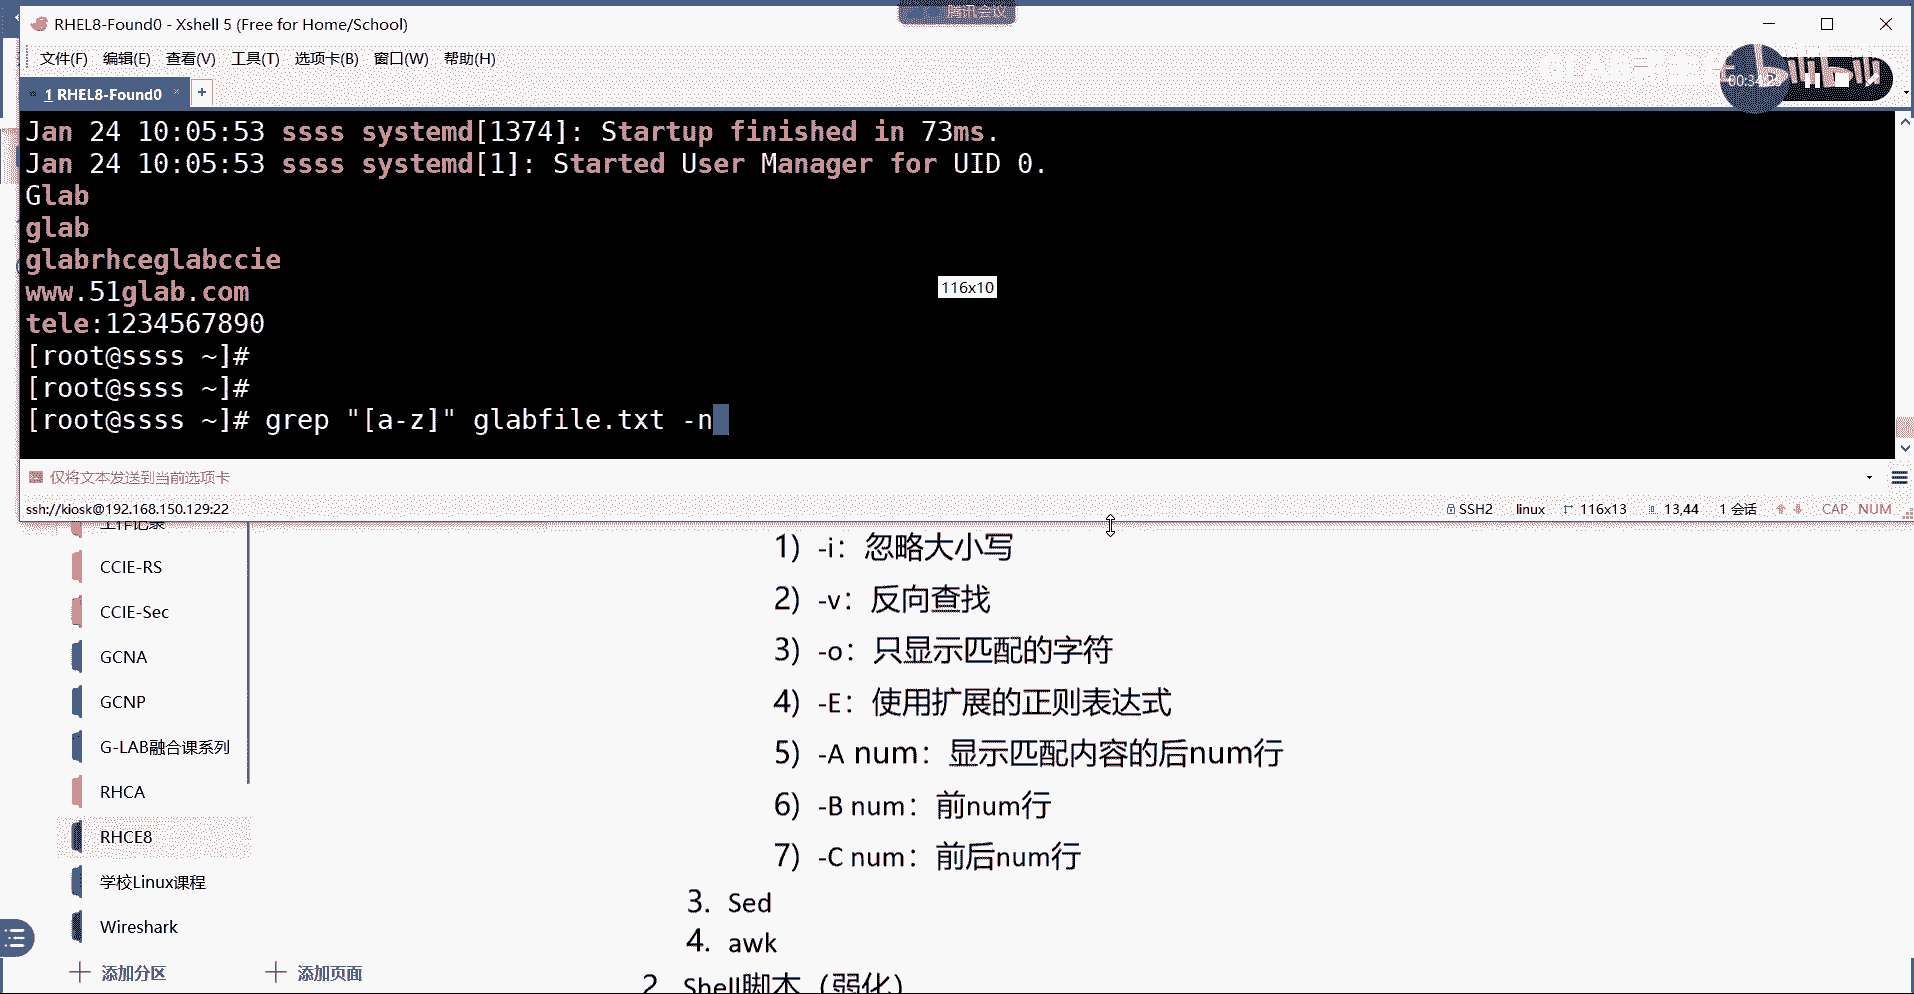 RHEL8-Found0 - Xshell 5 (Free for Home/School)
腾讯会议
文件(F) 编辑(E) 查看(V) 工具(T) 选项卡(B) 窗口(W) 帮助(H)
1 RHEL8-Found0 × +
Jan 24 10:05:53 ssss systemd[1374]: Startup finished in 73ms.
Jan 24 10:05:53 ssss systemd[1]: Started User Manager for UID 0.
Glab
glab
glabrhceglabccie
www.51glab.com
116x10
tele:1234567890
[root@ssss ~]#
[root@ssss ~]#
[root@ssss ~]# grep "[a-z]" glabfile.txt -n
仅将文本发送到当前选项卡
ssh://kiosk@192.168.150.129:22 SSH2 linux 116x13 13,44 1 会话 CAP NUM
工作记录
CCIE-RS
CCIE-Sec
GCNA
GCNP
G-LAB融合课系列
RHCA
RHCE8
学校Linux课程
Wireshark
添加分区 添加页面
1) -i：忽略大小写
2) -v：反向查找
3) -o：只显示匹配的字符
4) -E：使用扩展的正则表达式
5) -A num：显示匹配内容的后num行
6) -B num：前num行
7) -C num：前后num行
3. Sed
4. awk
2. Shell脚本（弱化）